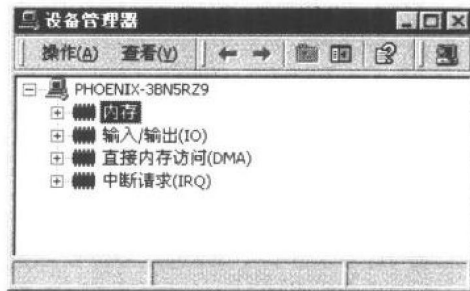 设备管理器
操作(A) 查看(V)
PHOENIX-3BN5RZ9
内存
输入/输出(IO)
直接内存访问(DMA)
中断请求(IRQ)